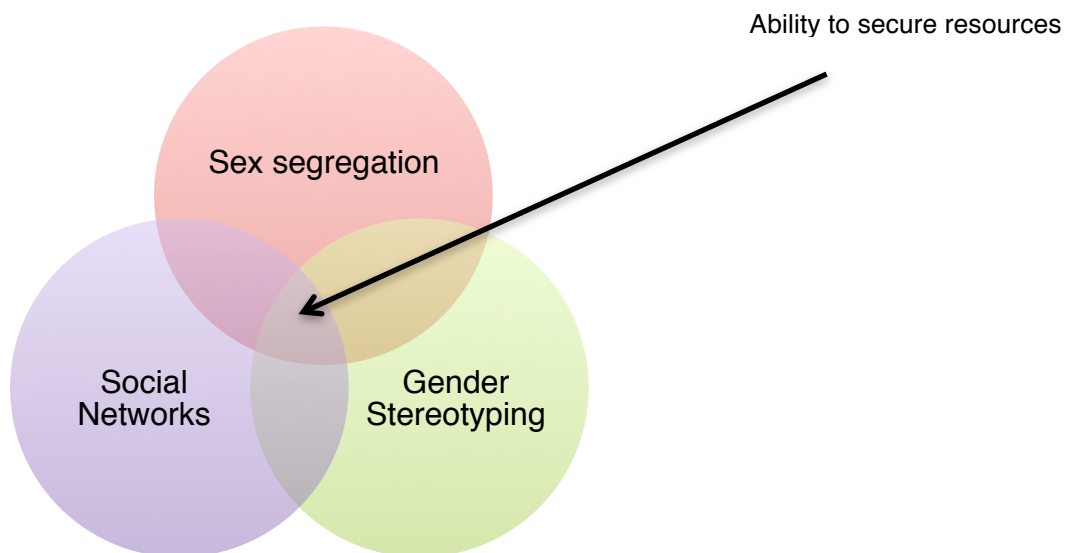 Ability to secure resources
Sex segregation
Social
Networks
Gender
Stereotyping